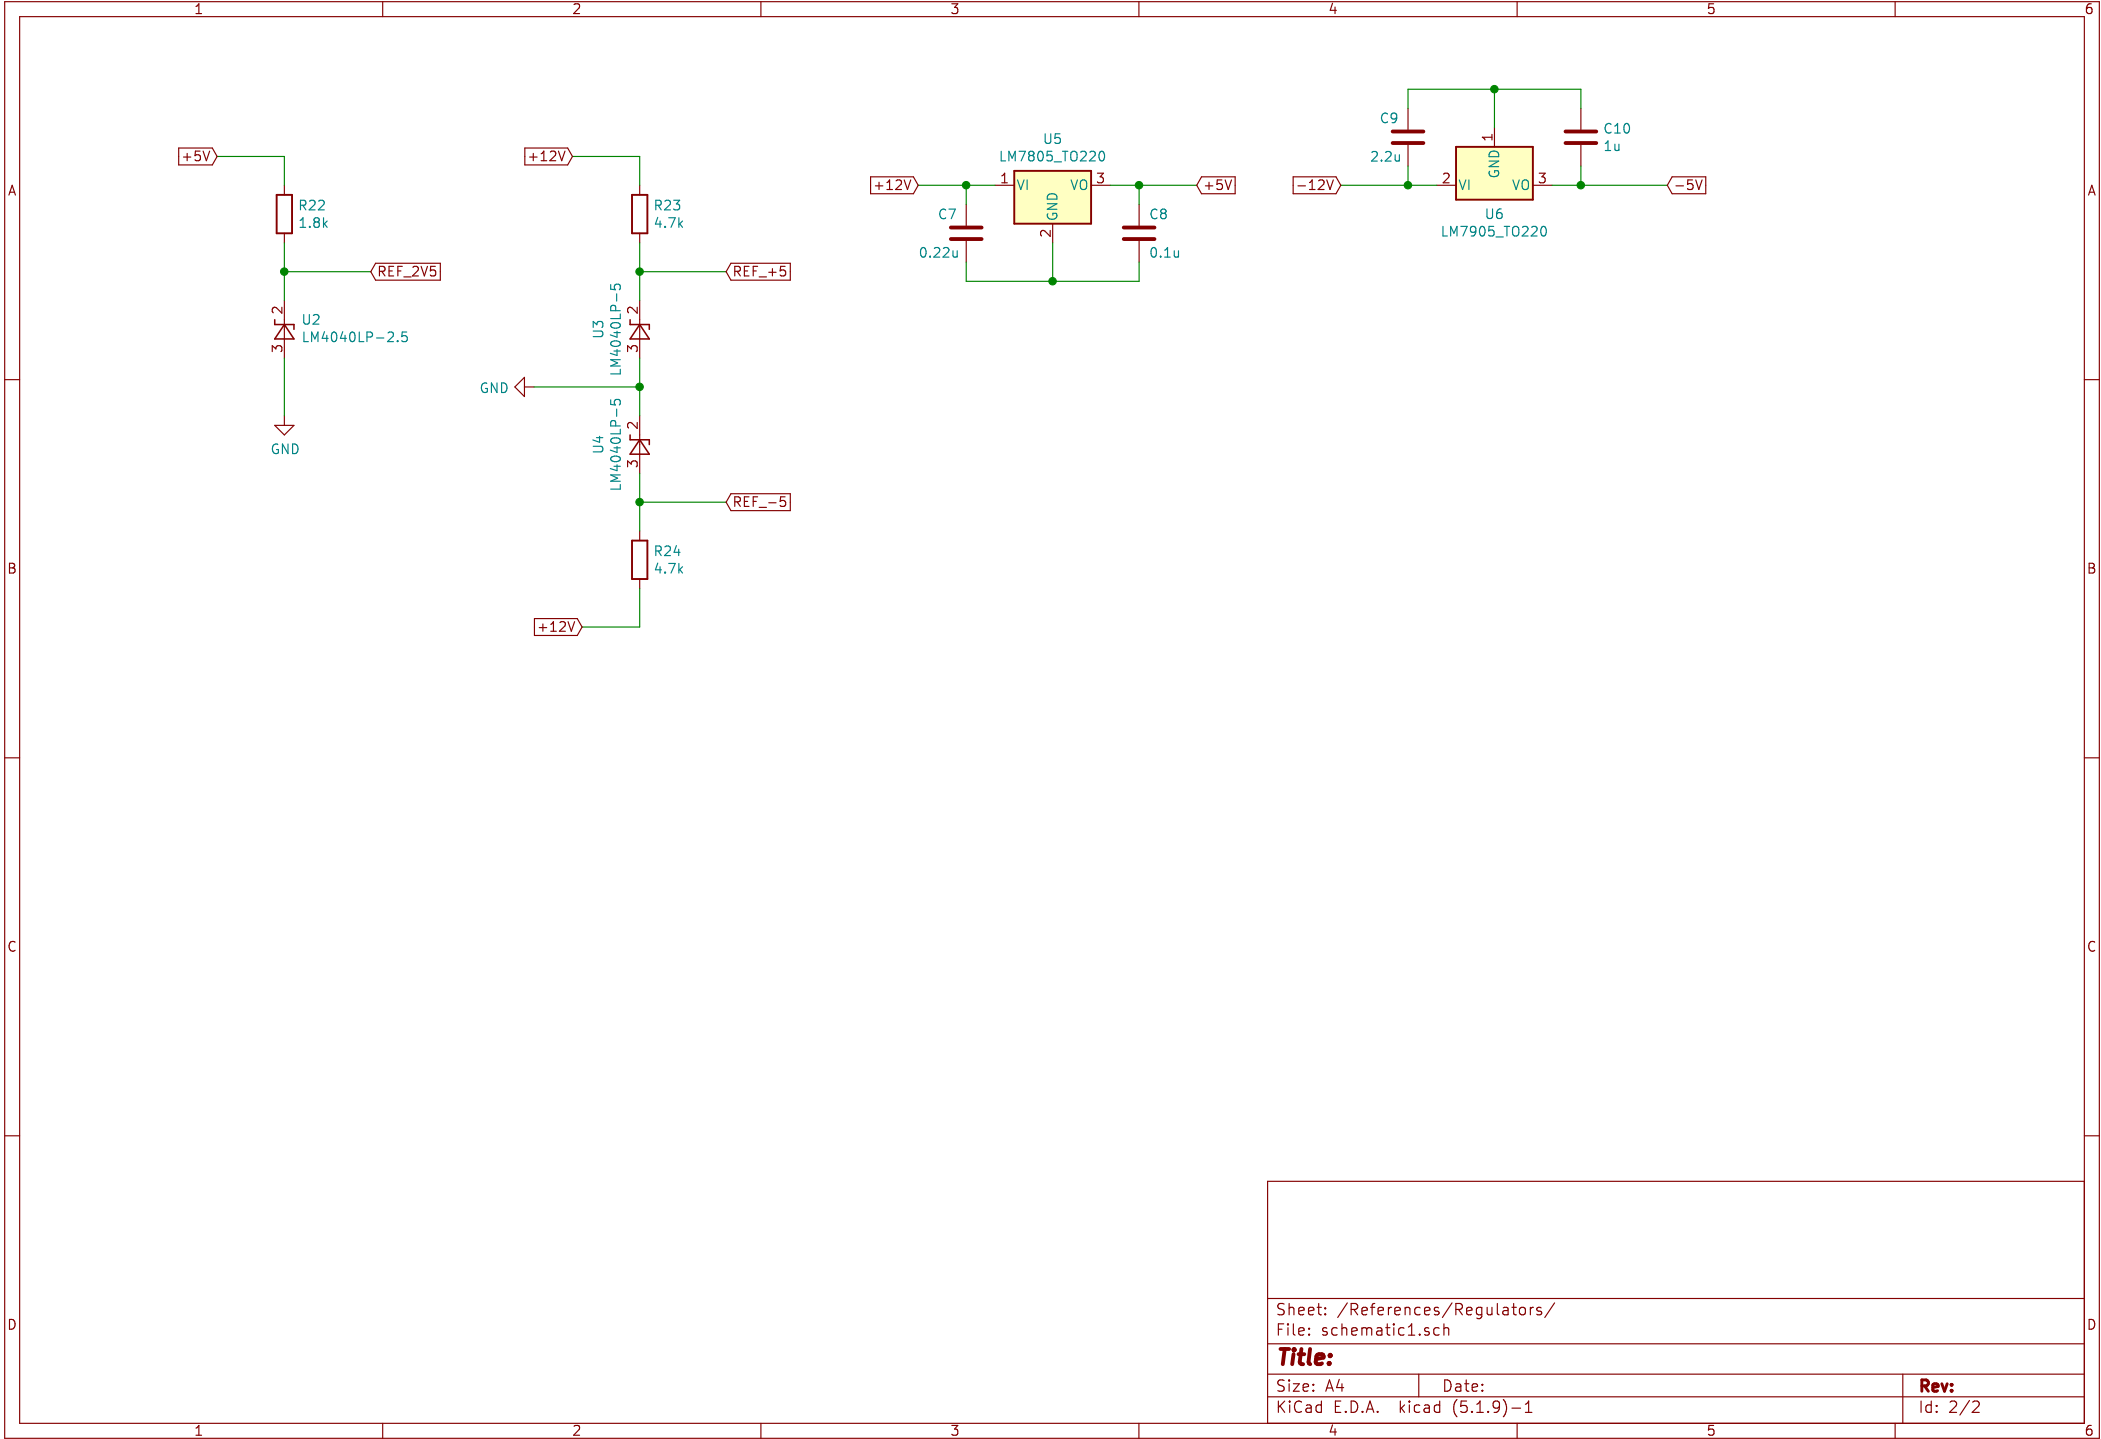 1 2 3 4 5 6
A
B
C
D
A
B
C
D
+5V
R22
1.8k
REF_2V5
2
3
U2
LM4040LP-2.5
GND
+12V
R23
4.7k
REF_+5
2
3
U3
LM4040LP-5
GND
2
3
U4
LM4040LP-5
REF_-5
R24
4.7k
+12V
U5
LM7805_TO220
+12V
1
VI
VO
3
GND
2
+5V
C7
0.22u
C8
0.1u
C9
2.2u
C10
1u
-12V
2
VI
1
GND
VO
3
-5V
U6
LM7905_TO220
Sheet: /References/Regulators/
File: schematic1.sch
Title:
Size: A4 Date: Rev:
KiCad E.D.A. kicad (5.1.9)-1 Id: 2/2
1 2 3 4 5 6